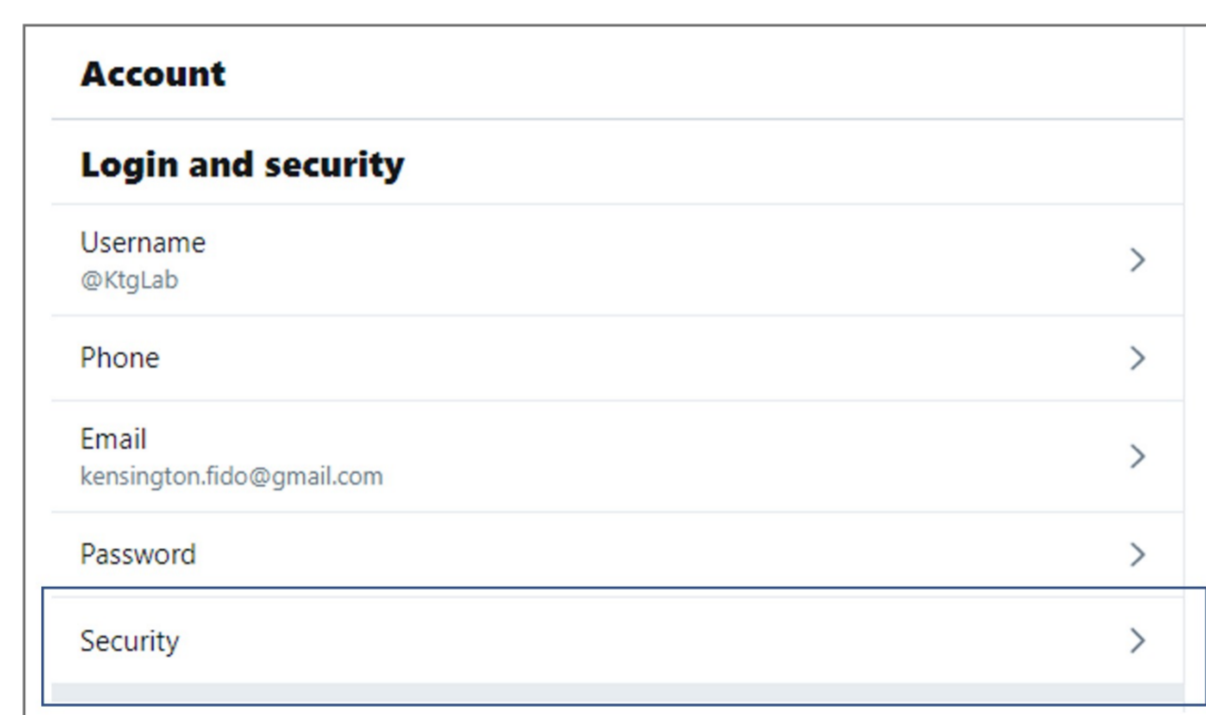 Account
Login and security
Username
@KtgLab
Phone
Email
kensington.fido@gmail.com
Password
Security